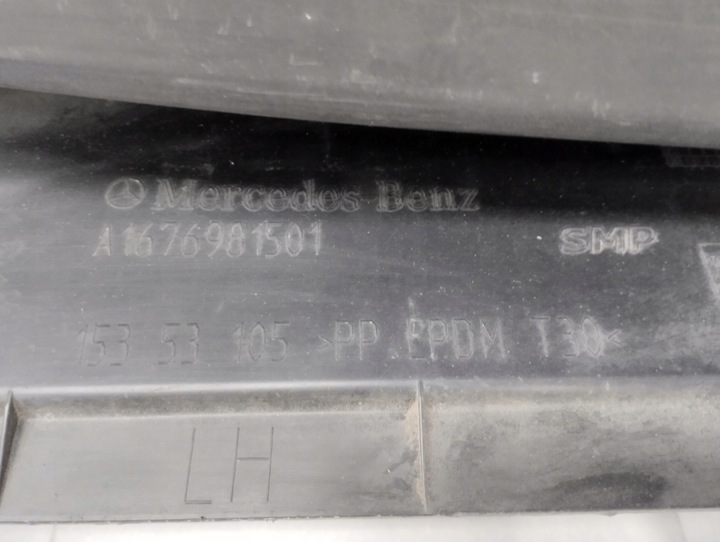 Mercedes Benz
A1676981501
SMP
153 53 105 >PP EPDM T30<
LH